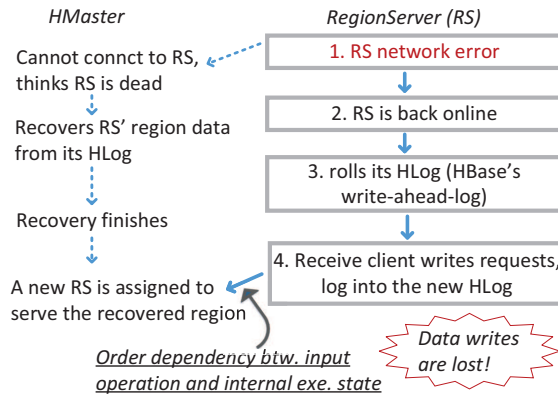 HMaster
RegionServer (RS)
Cannot connct to RS,
thinks RS is dead
Recovers RS' region data
from its HLog
Recovery finishes
A new RS is assigned to
serve the recovered region
1. RS network error
2. RS is back online
3. rolls its HLog (HBase's
write-ahead-log)
4. Receive client writes requests,
log into the new HLog
Order dependency btw. input
operation and internal exe. state
Data writes
are lost!